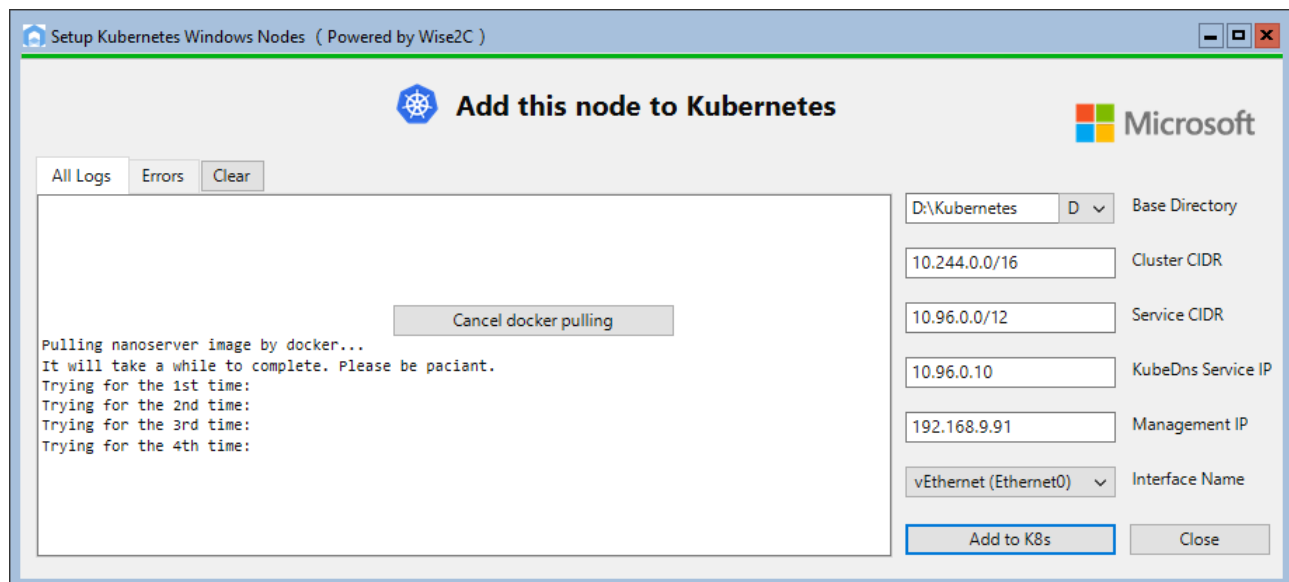 Setup Kubernetes Windows Nodes ( Powered by Wise2C )
Add this node to Kubernetes
Microsoft
All Logs Errors Clear
Cancel docker pulling
Pulling nanoserver image by docker...
It will take a while to complete. Please be paciant.
Trying for the 1st time:
Trying for the 2nd time:
Trying for the 3rd time:
Trying for the 4th time:
D:\Kubernetes D Base Directory
10.244.0.0/16 Cluster CIDR
10.96.0.0/12 Service CIDR
10.96.0.10 KubeDns Service IP
192.168.9.91 Management IP
vEthernet (Ethernet0) Interface Name
Add to K8s Close